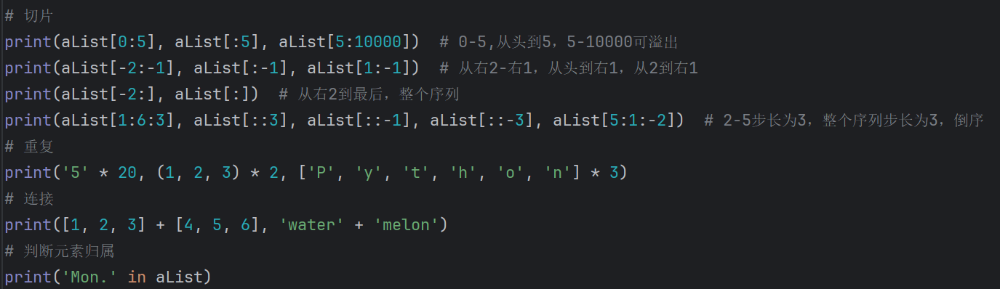 # 切片
print(aList[0:5], aList[:5], aList[5:10000])  # 0-5,从头到5，5-10000可溢出
print(aList[-2:-1], aList[:-1], aList[1:-1])  # 从右2-右1，从头到右1，从2到右1
print(aList[-2:], aList[:])  # 从右2到最后，整个序列
print(aList[1:6:3], aList[::3], aList[::-1], aList[::-3], aList[5:1:-2])  # 2-5步长为3，整个序列步长为3，倒序
# 重复
print('5' * 20, (1, 2, 3) * 2, ['P', 'y', 't', 'h', 'o', 'n'] * 3)
# 连接
print([1, 2, 3] + [4, 5, 6], 'water' + 'melon')
# 判断元素归属
print('Mon.' in aList)